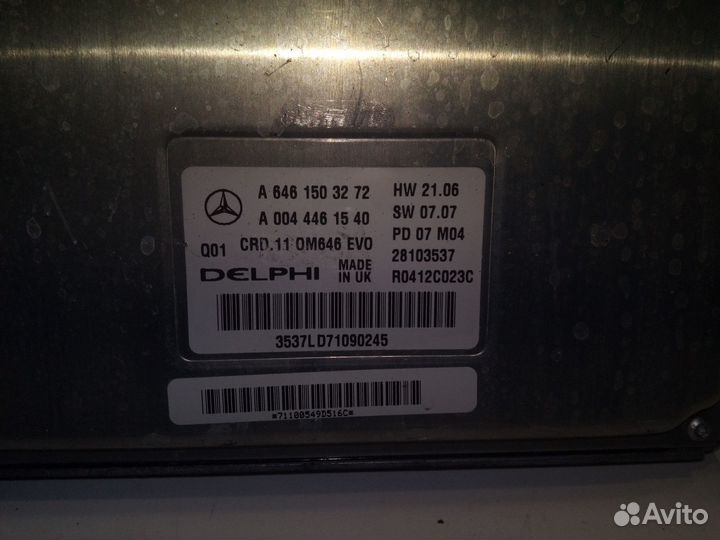 A 646 150 32 72 HW 21.06
A 004 446 15 40 SW 07.07
Q01 CRD.11 OM646 EVO PD 07 M04
28103537
DELPHI MADE IN UK R0412C023C
3537LD71090245
*71100549D516C*
Avito